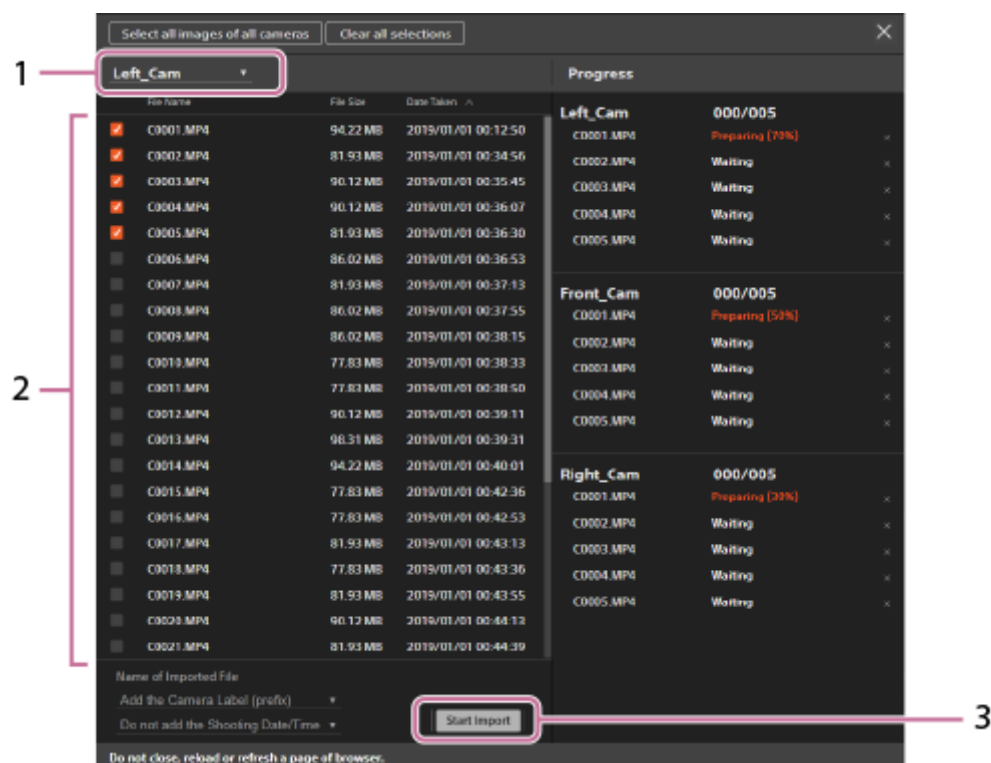 Select all images of all cameras Clear all selections ×
1 Left_Cam Progress
File Name File Size Date Taken
C0001.MP4 94.22 MB 2019/01/01 00:12:50
C0002.MP4 81.93 MB 2019/01/01 00:34:56
C0003.MP4 90.12 MB 2019/01/01 00:35:45
C0004.MP4 90.12 MB 2019/01/01 00:36:07
C0005.MP4 81.93 MB 2019/01/01 00:36:30
C0006.MP4 86.02 MB 2019/01/01 00:36:53
C0007.MP4 81.93 MB 2019/01/01 00:37:13
C0008.MP4 86.02 MB 2019/01/01 00:37:55
C0009.MP4 86.02 MB 2019/01/01 00:38:15
C0010.MP4 77.83 MB 2019/01/01 00:38:33
2
C0011.MP4 77.83 MB 2019/01/01 00:38:50
C0012.MP4 90.12 MB 2019/01/01 00:39:11
C0013.MP4 98.31 MB 2019/01/01 00:39:31
C0014.MP4 94.22 MB 2019/01/01 00:40:01
C0015.MP4 77.83 MB 2019/01/01 00:42:36
C0016.MP4 77.83 MB 2019/01/01 00:42:53
C0017.MP4 81.93 MB 2019/01/01 00:43:13
C0018.MP4 77.83 MB 2019/01/01 00:43:36
C0019.MP4 81.93 MB 2019/01/01 00:43:55
C0020.MP4 90.12 MB 2019/01/01 00:44:13
C0021.MP4 81.93 MB 2019/01/01 00:44:39
Left_Cam 000/005
C0001.MP4 Preparing [70%] ×
C0002.MP4 Waiting ×
C0003.MP4 Waiting ×
C0004.MP4 Waiting ×
C0005.MP4 Waiting ×
Front_Cam 000/005
C0001.MP4 Preparing [50%] ×
C0002.MP4 Waiting ×
C0003.MP4 Waiting ×
C0004.MP4 Waiting ×
C0005.MP4 Waiting ×
Right_Cam 000/005
C0001.MP4 Preparing [30%] ×
C0002.MP4 Waiting ×
C0003.MP4 Waiting ×
C0004.MP4 Waiting ×
C0005.MP4 Waiting ×
Name of Imported File
Add the Camera Label (prefix)
Do not add the Shooting Date/Time
Start Import 3
Do not close, reload or refresh a page of browser.